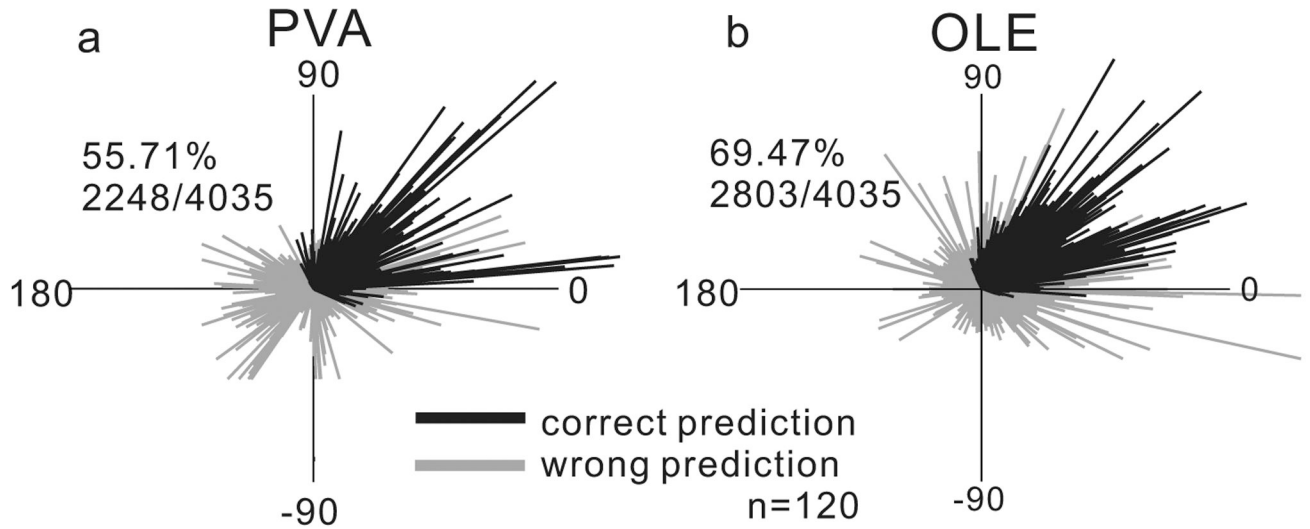 a
PVA
90
55.71%
2248/4035
180
0
-90
b
OLE
90
69.47%
2803/4035
180
0
-90
correct prediction
wrong prediction
n=120